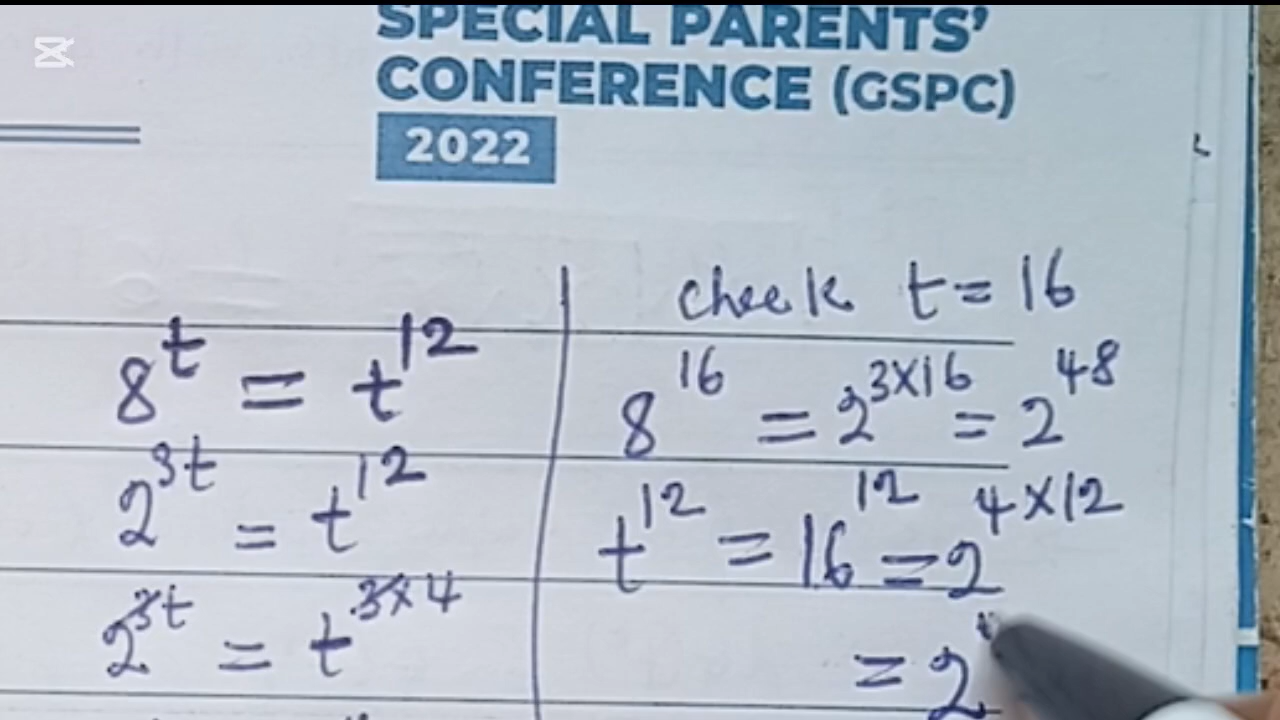 SPECIAL PARENTS’
CONFERENCE (GSPC)
2022
8^t = t^12
2^3t = t^12
2^3t = t^3×4
check t = 16
8^16 = 2^3×16 = 2^48
t^12 = 16^12 = 2^4×12
= 2^4